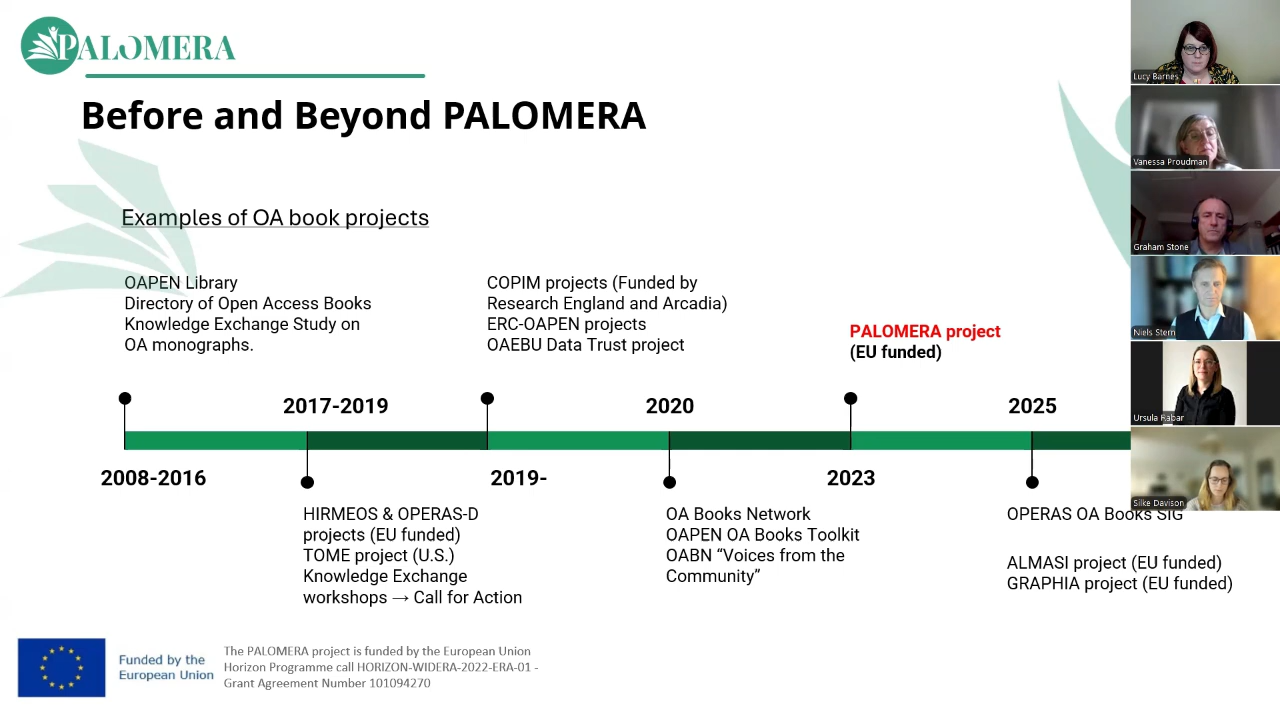 PALOMERA
Before and Beyond PALOMERA
Examples of OA book projects
OAPEN Library
Directory of Open Access Books
Knowledge Exchange Study on
OA monographs.
COPIM projects (Funded by
Research England and Arcadia)
ERC-OAPEN projects
OAEBU Data Trust project
PALOMERA project
(EU funded)
2017-2019
2020
2025
2008-2016
2019-
2023
HIRMEOS & OPERAS-D
projects (EU funded)
TOME project (U.S.)
Knowledge Exchange
workshops → Call for Action
OA Books Network
OAPEN OA Books Toolkit
OABN “Voices from the
Community”
OPERAS OA Books SIG
ALMASI project (EU funded)
GRAPHIA project (EU funded)
Funded by the
European Union
The PALOMERA project is funded by the European Union
Horizon Programme call HORIZON-WIDERA-2022-ERA-01 -
Grant Agreement Number 101094270
Lucy Barnes
Vanessa Proudman
Graham Stone
Niels Stern
Ursula Rabar
Silke Davison